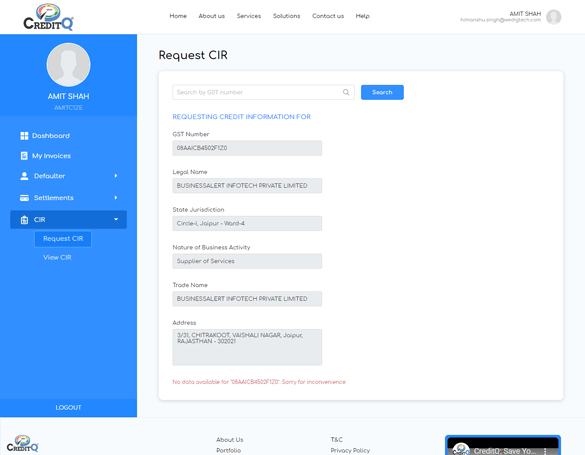 CREDITQ
Home About us Services Solutions Contact us Help
AMIT SHAH
himanshu.singh@wedigtech.com
AMIT SHAH
AMITC1ZE
Dashboard
My Invoices
Defaulter
Settlements
CIR
Request CIR
View CIR
LOGOUT
Request CIR
Search by GST number
Search
REQUESTING CREDIT INFORMATION FOR
GST Number
08AAICB4502F1Z0
Legal Name
BUSINESSALERT INFOTECH PRIVATE LIMITED
State Jurisdiction
Circle-I, Jaipur - Ward-4
Nature of Business Activity
Supplier of Services
Trade Name
BUSINESSALERT INFOTECH PRIVATE LIMITED
Address
3/31, CHITRAKOOT, VAISHALI NAGAR, Jaipur,
RAJASTHAN - 302021
No data available for "08AAICB4502F1Z0". Sorry for inconvenience
CREDITQ
About Us
Portfolio
T&C
Privacy Policy
CreditQ: Save Yo...